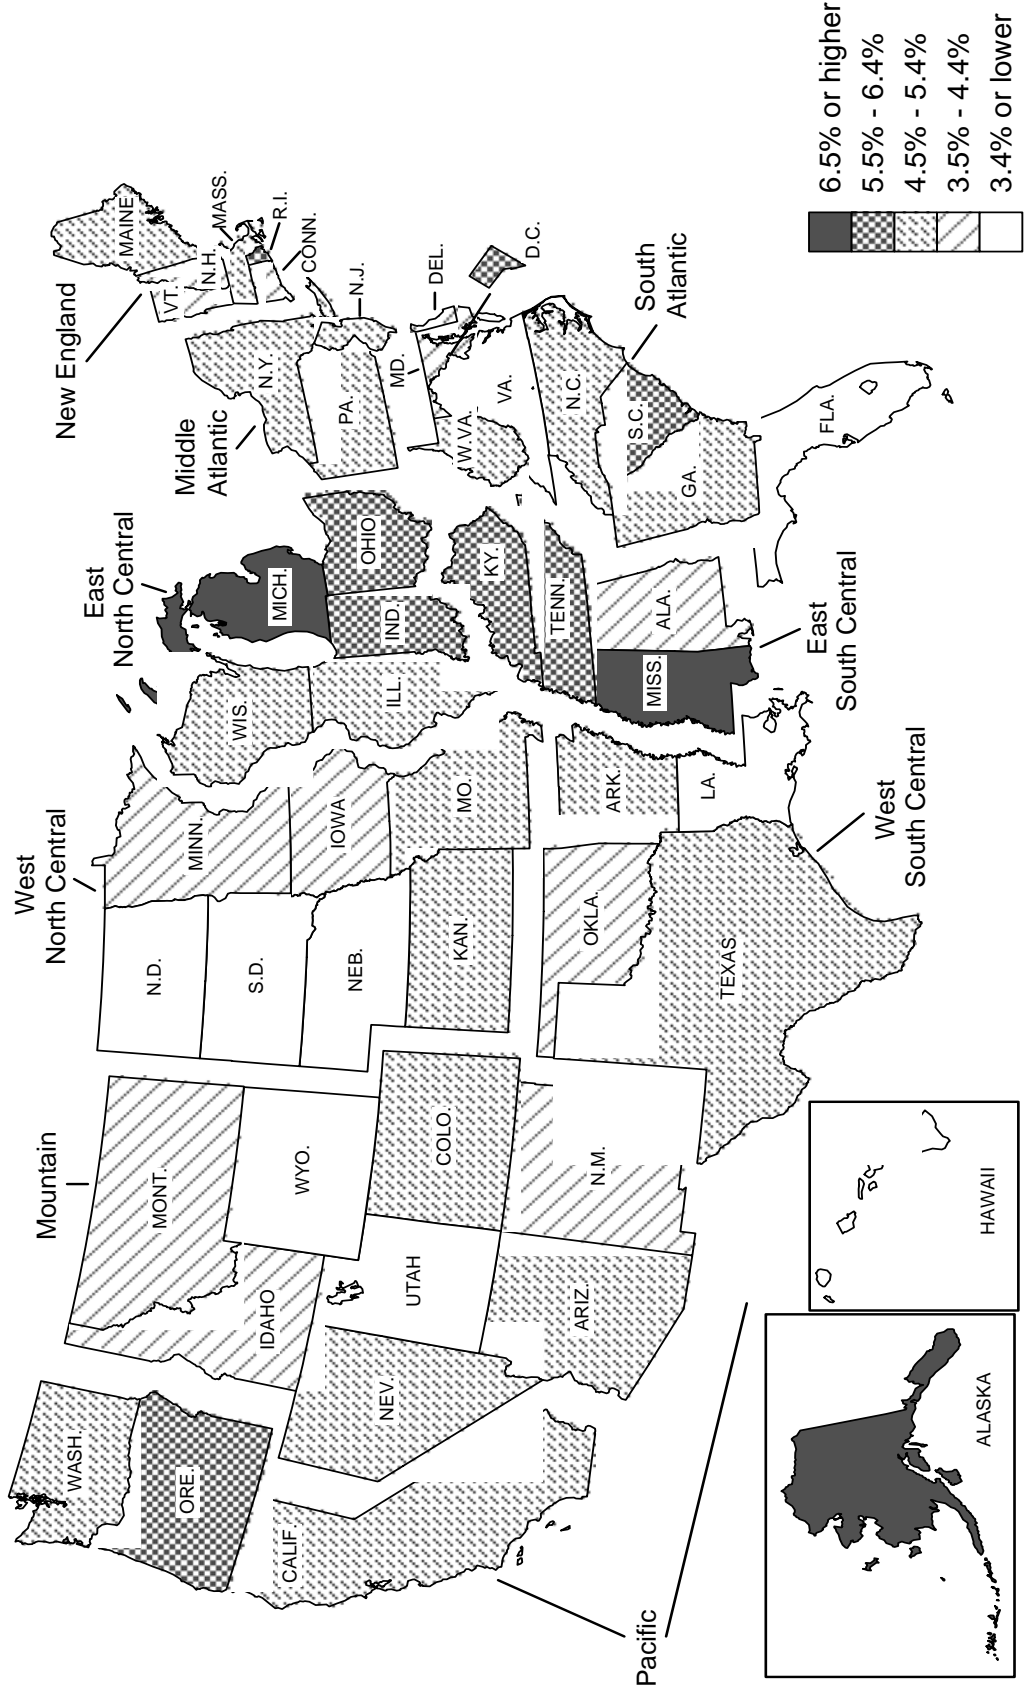 New England
Middle
Atlantic
East
North Central
West
North Central
Mountain
Pacific
South
Atlantic
East
South Central
West
South Central
WASH.
ORE.
CALIF
NEV.
IDAHO
MONT.
WYO.
UTAH
COLO.
ARIZ.
N.M.
N.D.
S.D.
NEB.
KAN.
OKLA.
TEXAS
MINN.
IOWA
MO.
ARK.
LA.
WIS.
ILL.
MICH.
IND.
OHIO
KY.
TENN.
MISS.
ALA.
GA.
FLA.
S.C.
N.C.
VA.
W.VA.
MD.
DEL.
D.C.
PA.
N.J.
N.Y.
CONN.
R.I.
MASS.
VT.
N.H.
MAINE
ALASKA
HAWAII
6.5% or higher
5.5% - 6.4%
4.5% - 5.4%
3.5% - 4.4%
3.4% or lower